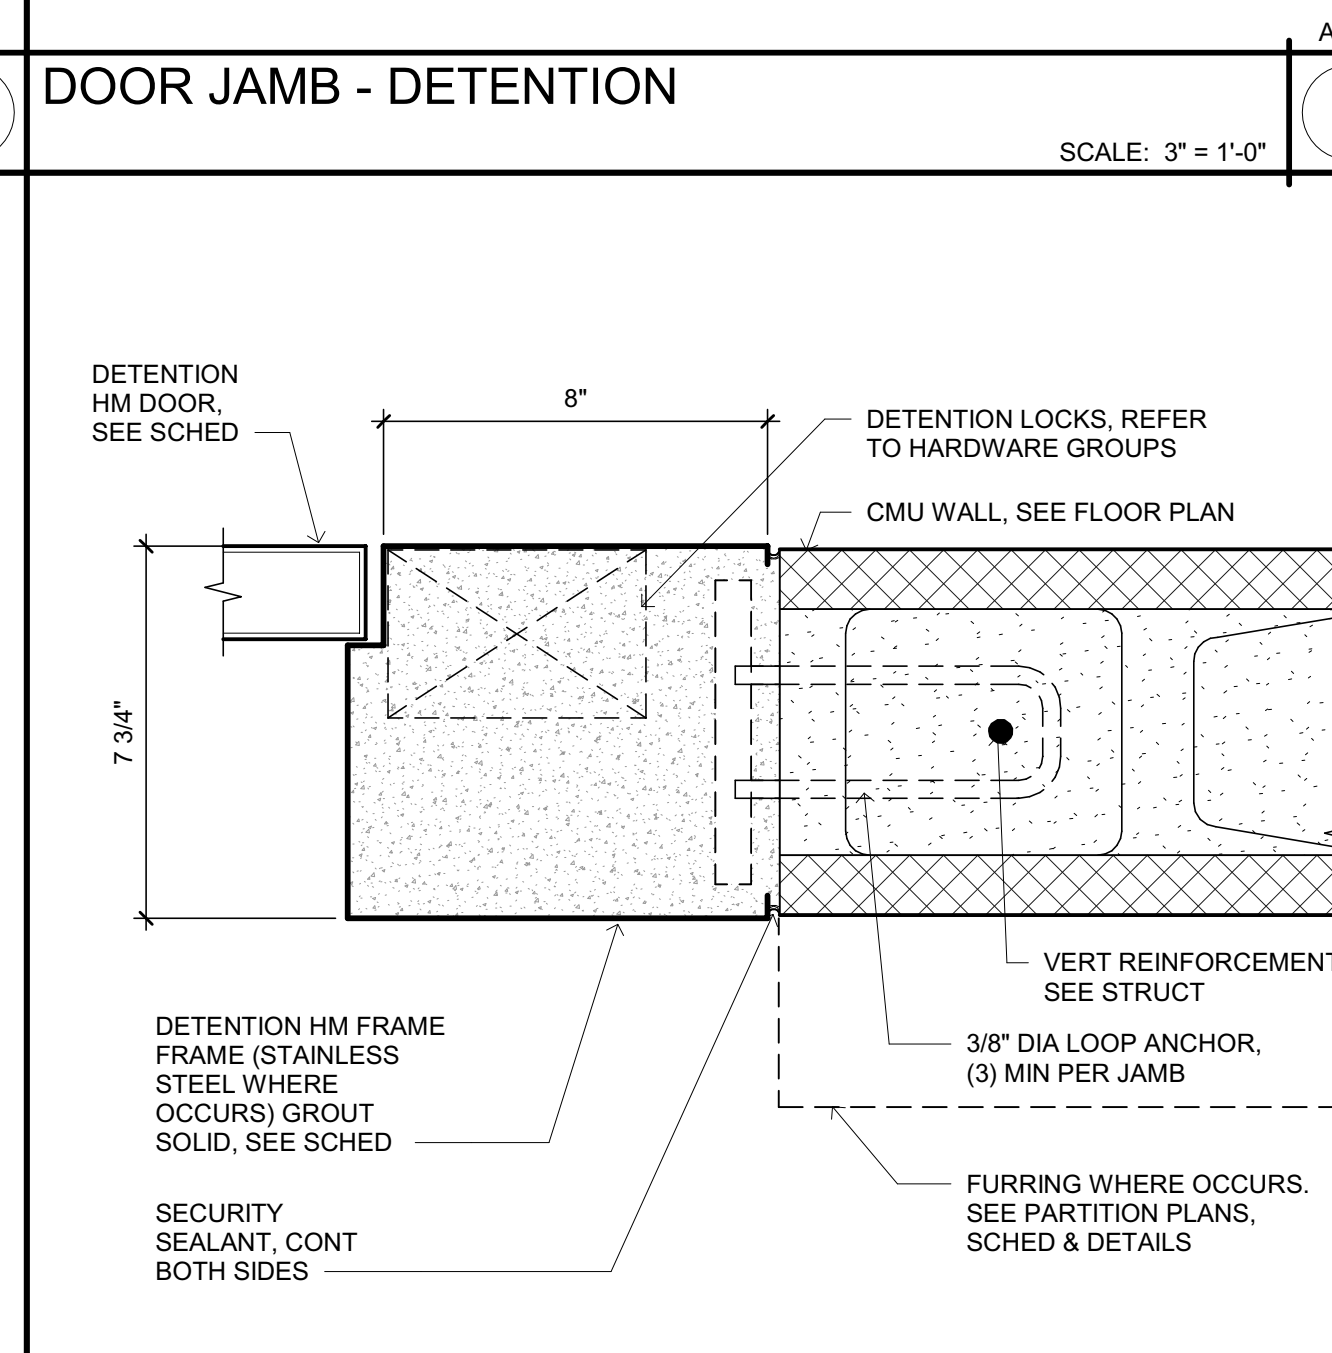 DOOR JAMB - DETENTION
SCALE: 3" = 1'-0"
DETENTION
HM DOOR,
SEE SCHED
8"
DETENTION LOCKS, REFER
TO HARDWARE GROUPS
CMU WALL, SEE FLOOR PLAN
7 3/4"
VERT REINFORCEMENT
SEE STRUCT
3/8" DIA LOOP ANCHOR,
(3) MIN PER JAMB
DETENTION HM FRAME
FRAME (STAINLESS
STEEL WHERE
OCCURS) GROUT
SOLID, SEE SCHED
SECURITY
SEALANT, CONT
BOTH SIDES
FURRING WHERE OCCURS.
SEE PARTITION PLANS,
SCHED & DETAILS